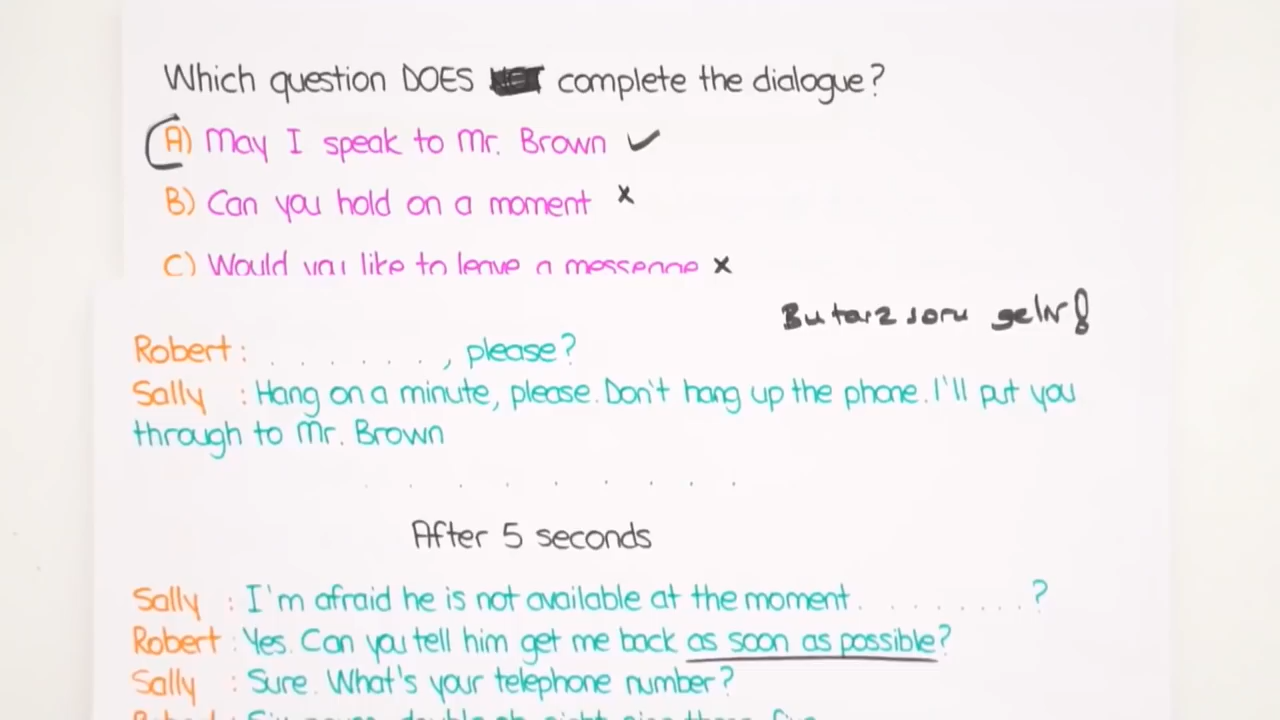 Which question DOES complete the dialogue?
A) May I speak to Mr. Brown ✓
B) Can you hold on a moment x
C) Would you like to leave a messenge x
Bu tarz soru gelir!
Robert: . . . . . . . , please?
Sally : Hang on a minute, please. Don't hang up the phone. I'll put you
through to Mr. Brown
. . . . . . . . .
After 5 seconds
Sally : I'm afraid he is not available at the moment. . . . . . . . . ?
Robert: Yes. Can you tell him get me back as soon as possible?
Sally : Sure. What's your telephone number?